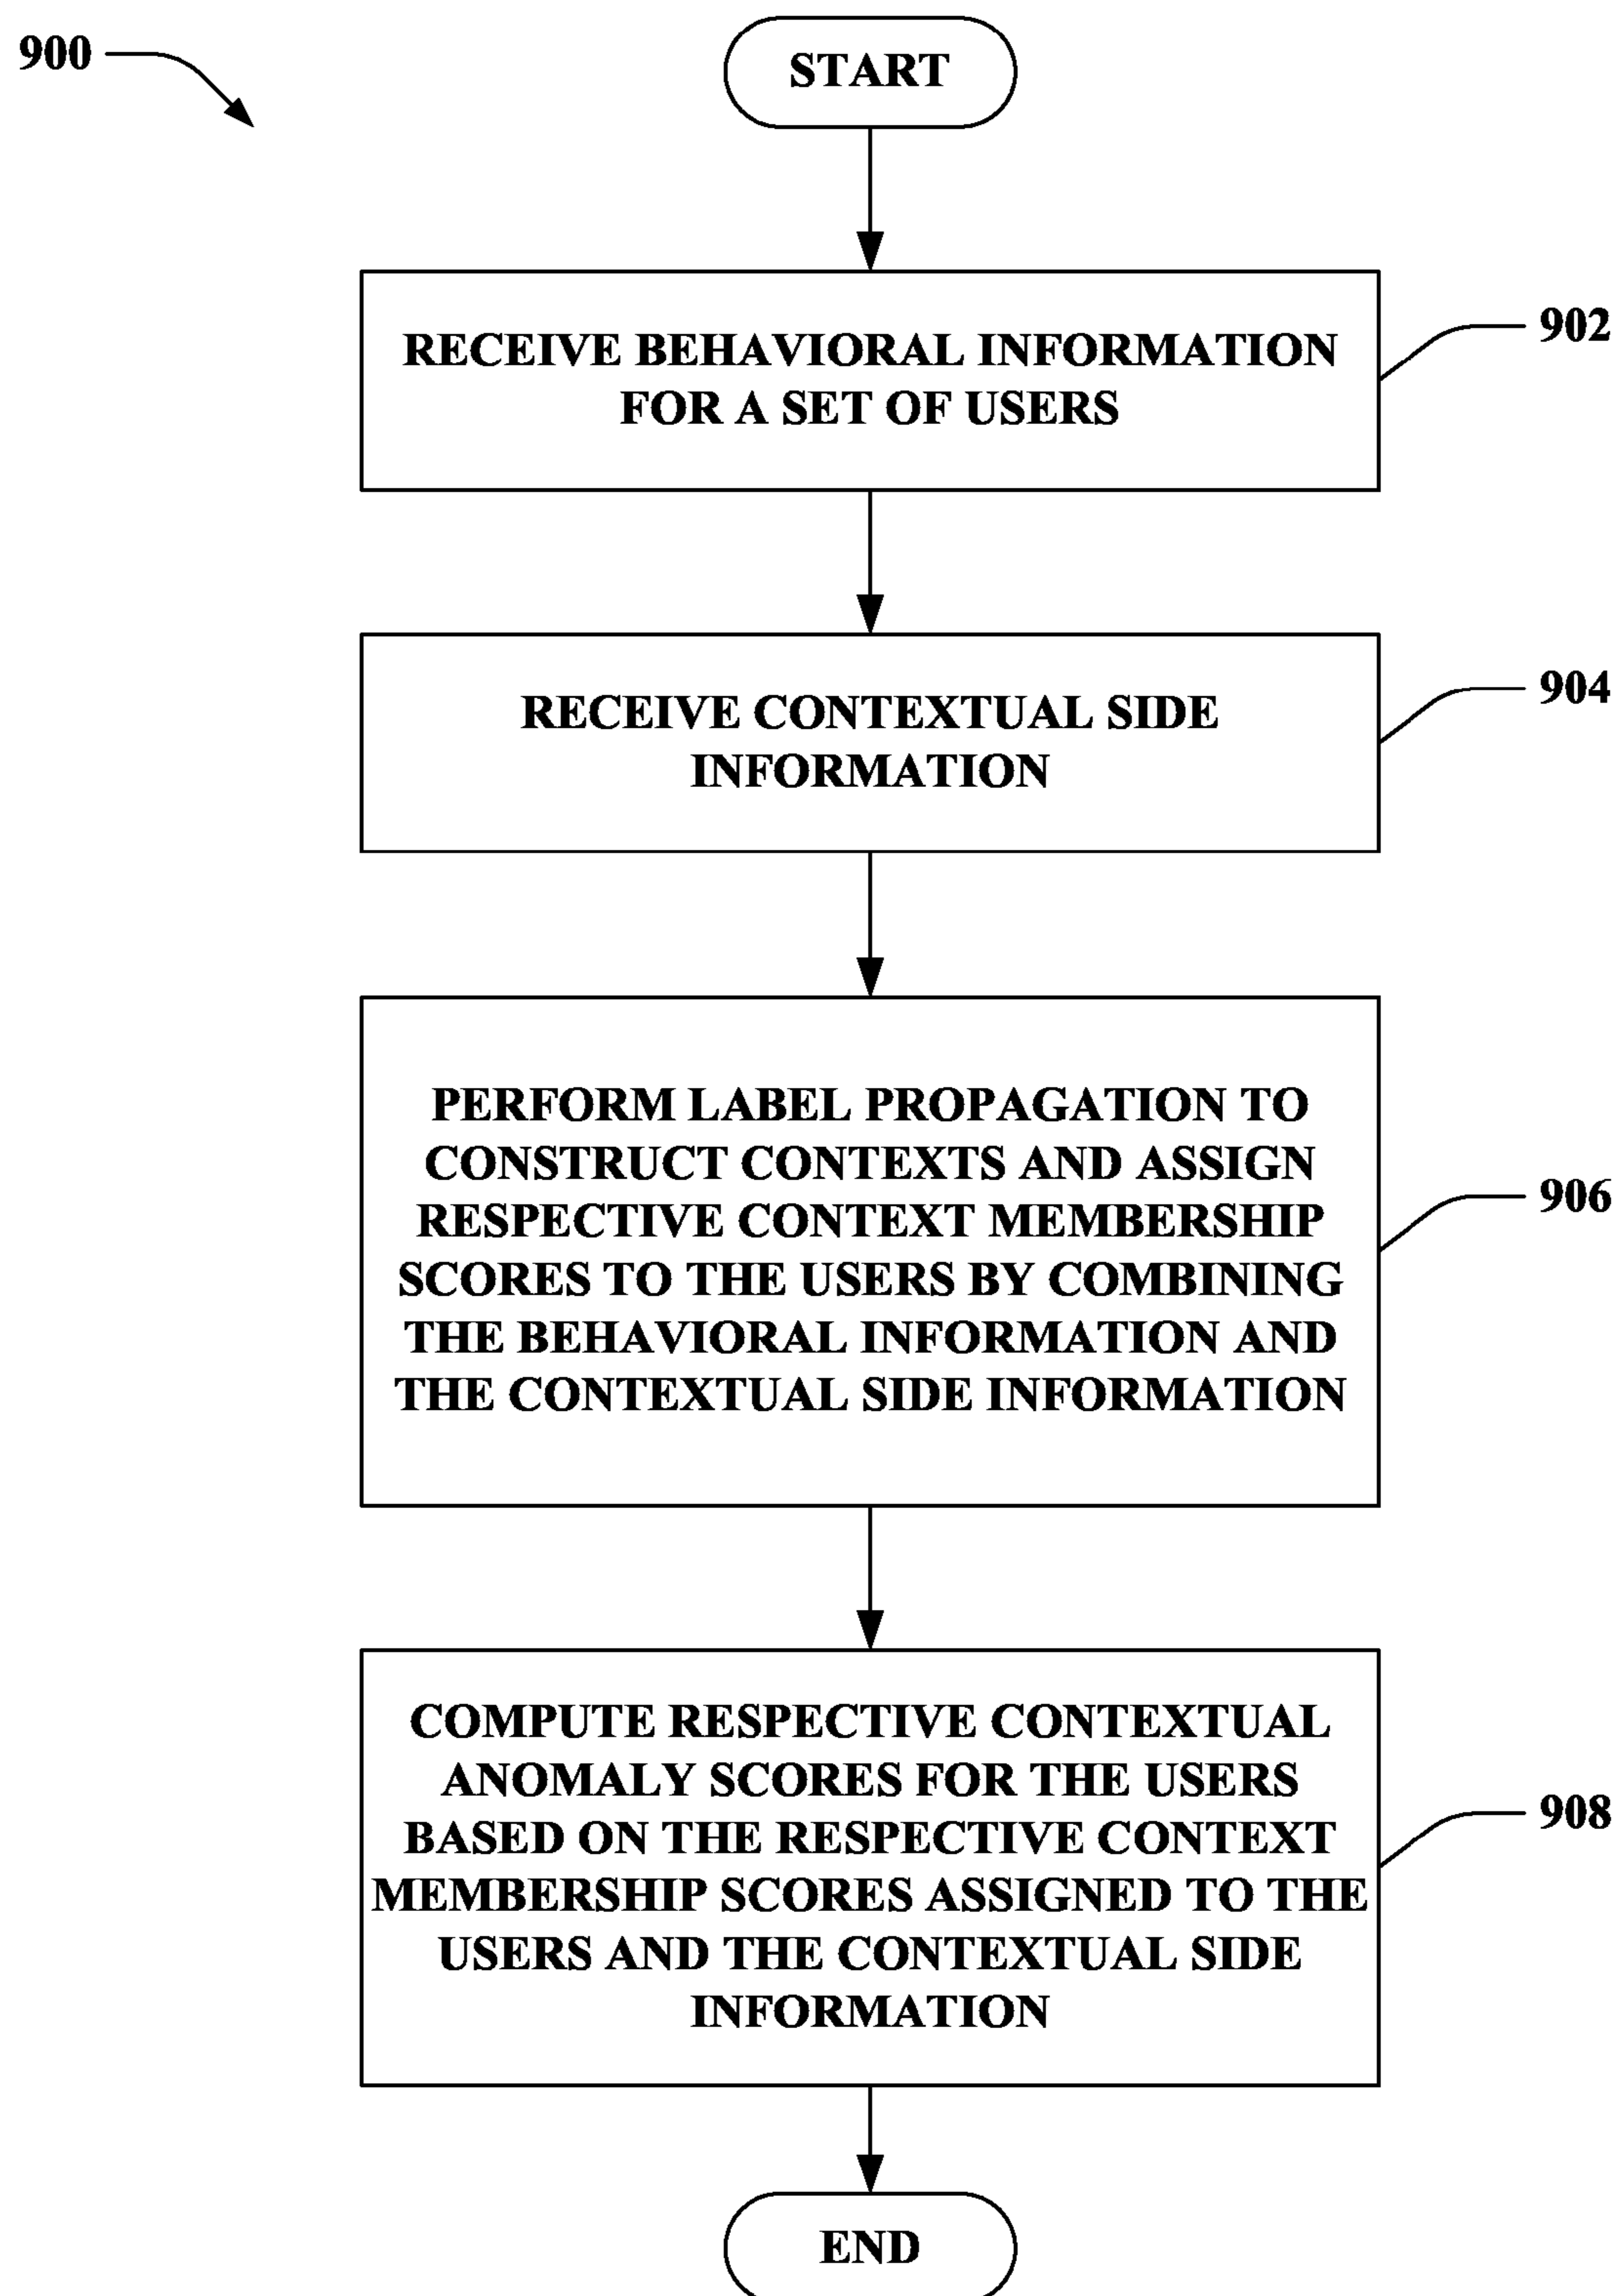 900
START
RECEIVE BEHAVIORAL INFORMATION
FOR A SET OF USERS
902
RECEIVE CONTEXTUAL SIDE
INFORMATION
904
PERFORM LABEL PROPAGATION TO
CONSTRUCT CONTEXTS AND ASSIGN
RESPECTIVE CONTEXT MEMBERSHIP
SCORES TO THE USERS BY COMBINING
THE BEHAVIORAL INFORMATION AND
THE CONTEXTUAL SIDE INFORMATION
906
COMPUTE RESPECTIVE CONTEXTUAL
ANOMALY SCORES FOR THE USERS
BASED ON THE RESPECTIVE CONTEXT
MEMBERSHIP SCORES ASSIGNED TO THE
USERS AND THE CONTEXTUAL SIDE
INFORMATION
908
END